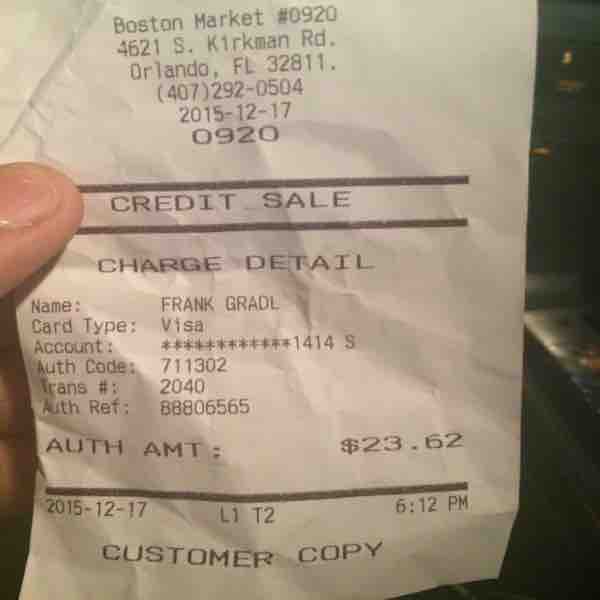 Boston Market #0920
4621 S. Kirkman Rd.
Orlando, FL 32811.
(407)292-0504
2015-12-17
0920
CREDIT SALE
CHARGE DETAIL
Name: FRANK GRADL
Card Type: Visa
Account: ************1414 S
Auth Code: 711302
Trans #: 2040
Auth Ref: 88806565
AUTH AMT: $23.62
2015-12-17 L1 T2 6:12 PM
CUSTOMER COPY